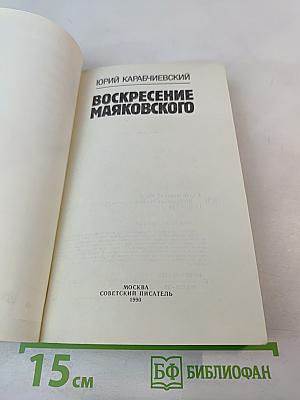 ЮРИЙ КАРАБЧИЕВСКИЙ
ВОСКРЕСЕНИЕ
МАЯКОВСКОГО
МОСКВА
СОВЕТСКИЙ ПИСАТЕЛЬ
1990
15 см
БФ БИБЛИОФАН